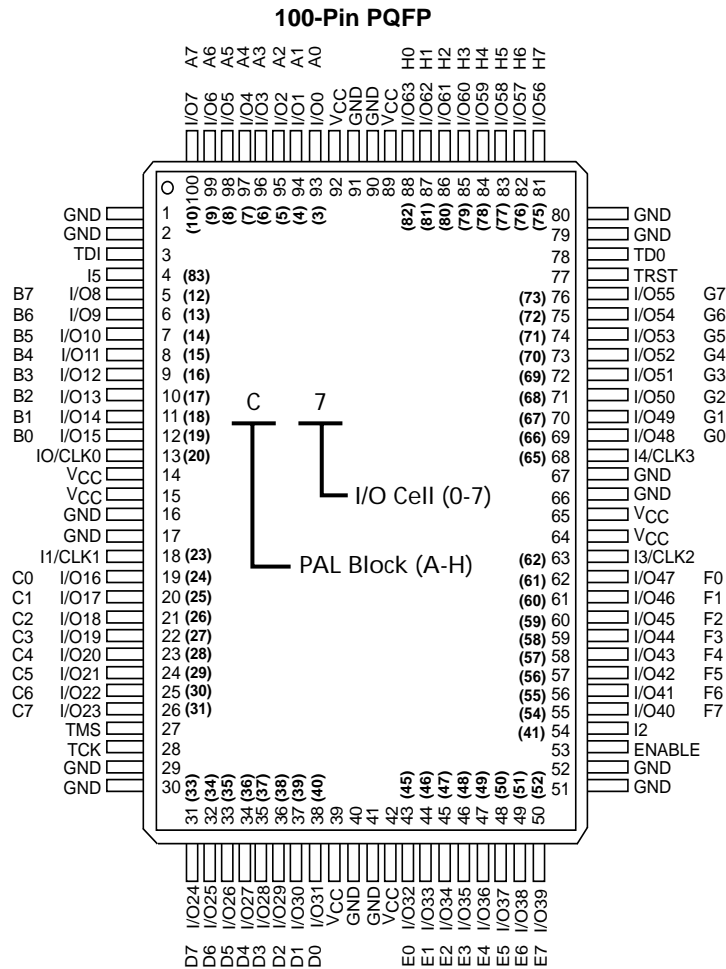 100-Pin PQFP
A7 A6 A5 A4 A3 A2 A1 A0 H0 H1 H2 H3 H4 H5 H6 H7
I/O7 I/O6 I/O5 I/O4 I/O3 I/O2 I/O1 I/O0 VCC GND GND VCC I/O63 I/O62 I/O61 I/O60 I/O59 I/O58 I/O57 I/O56
100 99 98 97 96 95 94 93 92 91 90 89 88 87 86 85 84 83 82 81
(10) (9) (8) (7) (6) (5) (4) (3) (82) (81) (80) (79) (78) (77) (76) (75)
GND 1 80 GND
GND 2 79 GND
TDI 3 78 TD0
I5 4 (83) 77 TRST
B7 I/O8 5 (12) (73) 76 I/O55 G7
B6 I/O9 6 (13) (72) 75 I/O54 G6
B5 I/O10 7 (14) (71) 74 I/O53 G5
B4 I/O11 8 (15) (70) 73 I/O52 G4
B3 I/O12 9 (16) (69) 72 I/O51 G3
B2 I/O13 10 (17) (68) 71 I/O50 G2
B1 I/O14 11 (18) C 7 (67) 70 I/O49 G1
B0 I/O15 12 (19) (66) 69 I/O48 G0
IO/CLK0 13 (20) (65) 68 I4/CLK3
VCC 14 67 GND
VCC 15 I/O Cell (0-7) 66 GND
GND 16 65 VCC
GND 17 64 VCC
I1/CLK1 18 (23) PAL Block (A-H) (62) 63 I3/CLK2
C0 I/O16 19 (24) (61) 62 I/O47 F0
C1 I/O17 20 (25) (60) 61 I/O46 F1
C2 I/O18 21 (26) (59) 60 I/O45 F2
C3 I/O19 22 (27) (58) 59 I/O44 F3
C4 I/O20 23 (28) (57) 58 I/O43 F4
C5 I/O21 24 (29) (56) 57 I/O42 F5
C6 I/O22 25 (30) (55) 56 I/O41 F6
C7 I/O23 26 (31) (54) 55 I/O40 F7
TMS 27 (41) 54 I2
TCK 28 53 ENABLE
GND 29 52 GND
GND 30 51 GND
(33) (34) (35) (36) (37) (38) (39) (40) (45) (46) (47) (48) (49) (50) (51) (52)
31 32 33 34 35 36 37 38 39 40 41 42 43 44 45 46 47 48 49 50
I/O24 I/O25 I/O26 I/O27 I/O28 I/O29 I/O30 I/O31 VCC GND GND VCC I/O32 I/O33 I/O34 I/O35 I/O36 I/O37 I/O38 I/O39
D7 D6 D5 D4 D3 D2 D1 D0 E0 E1 E2 E3 E4 E5 E6 E7